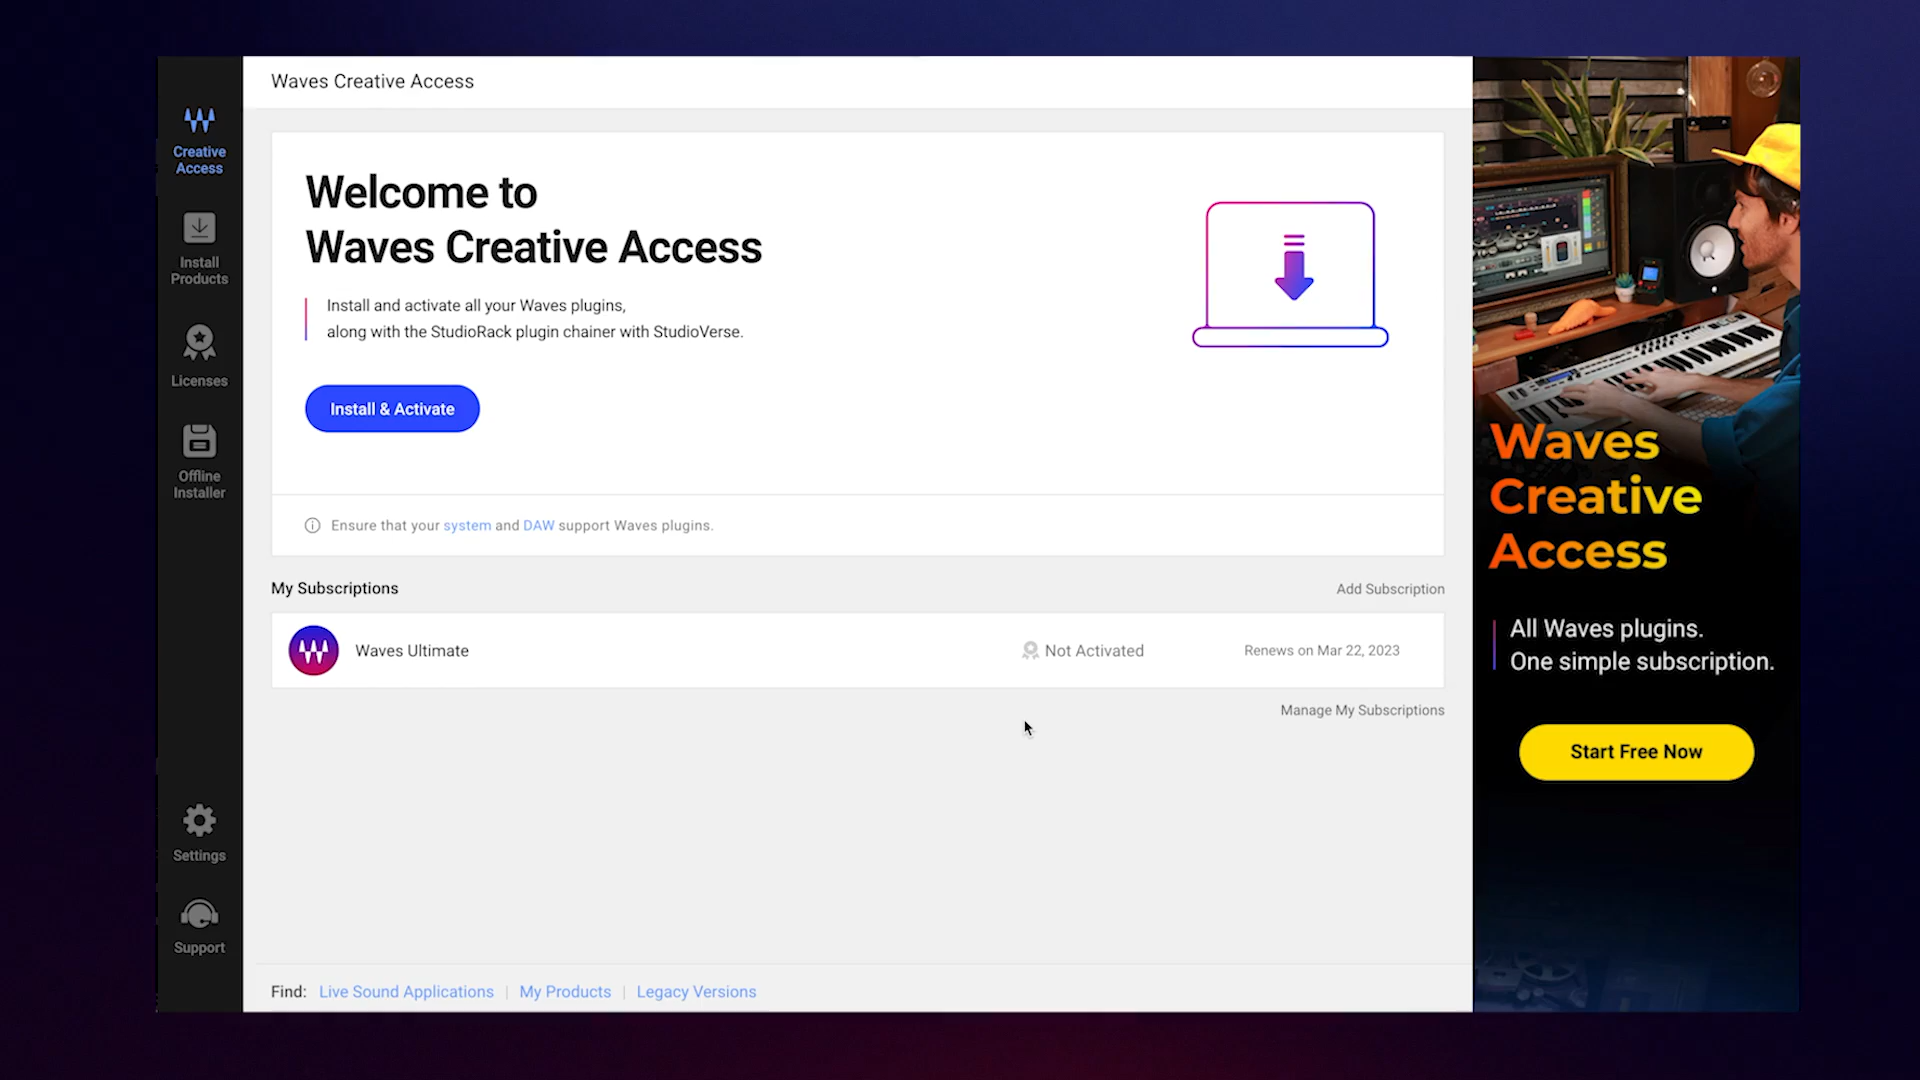 Waves Creative Access
Creative
Access
Install
Products
Licenses
Offline
Installer
Settings
Support
Welcome to
Waves Creative Access
Install and activate all your Waves plugins,
along with the StudioRack plugin chainer with StudioVerse.
Install & Activate
Ensure that your system and DAW support Waves plugins.
My Subscriptions
Add Subscription
Waves Ultimate
Not Activated
Renews on Mar 22, 2023
Manage My Subscriptions
Find: Live Sound Applications | My Products | Legacy Versions
Waves
Creative
Access
All Waves plugins.
One simple subscription.
Start Free Now